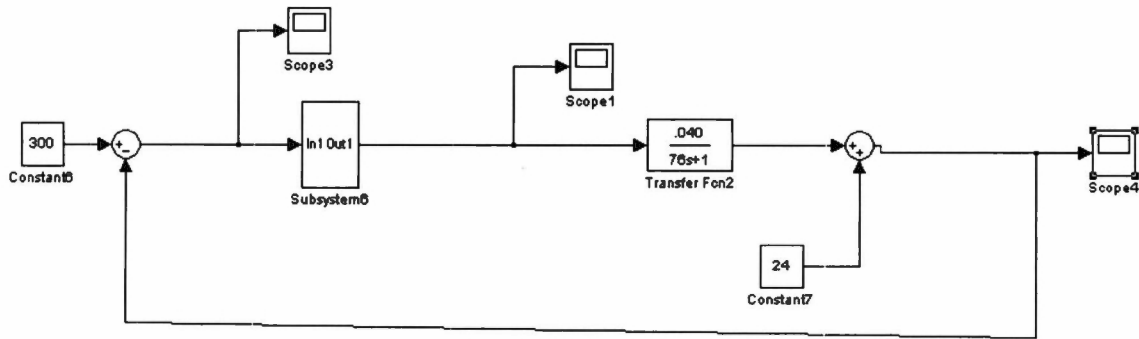 Scope3
Scope1
300
Constant6
+
−
In1 Out1
Subsystem6
.040
76s+1
Transfer Fcn2
+
+
Scope4
24
Constant7